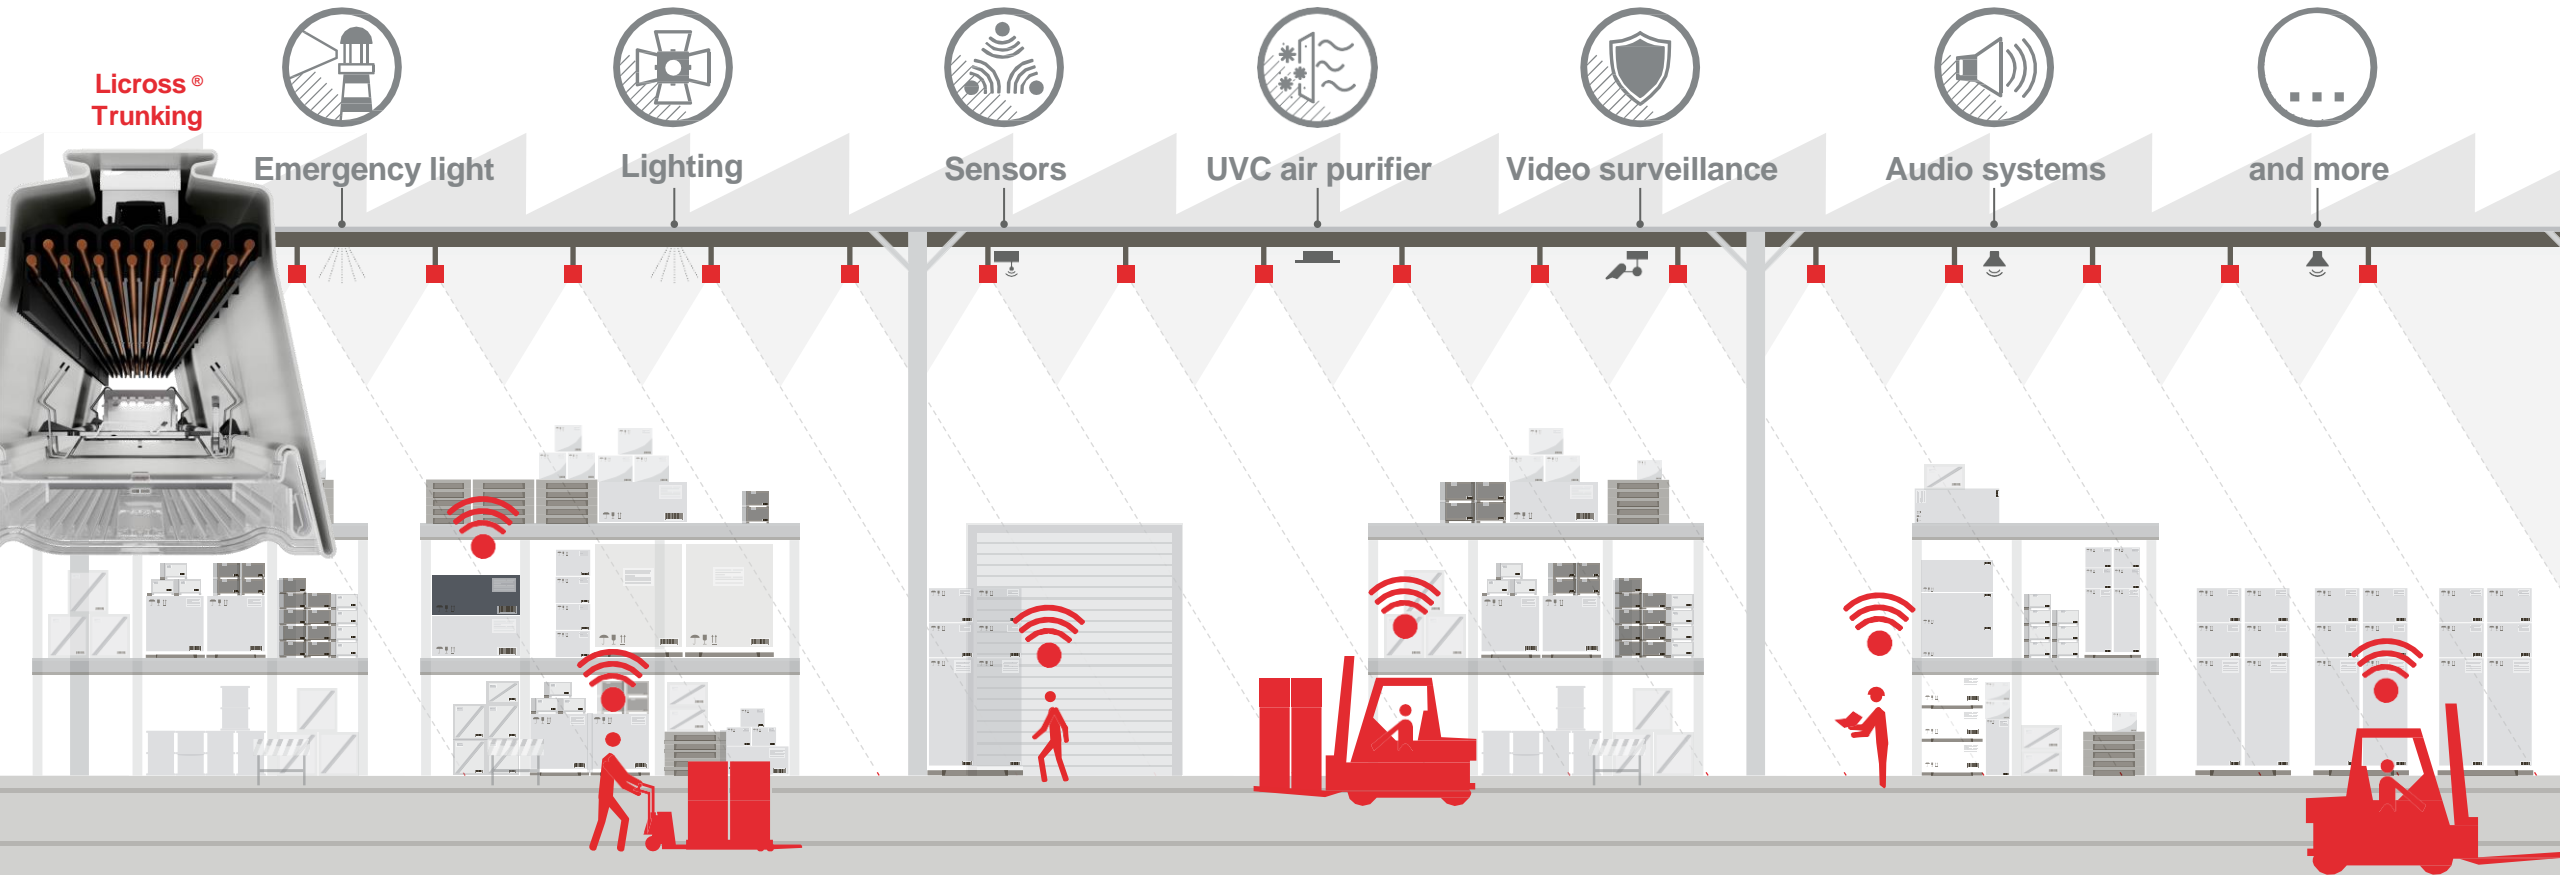 Licross ®
Trunking
Emergency light
Lighting
Sensors
UVC air purifier
Video surveillance
Audio systems
and more